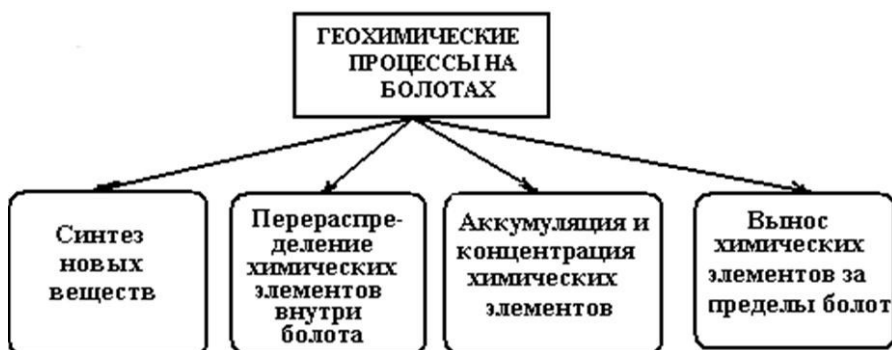 ГЕОХИМИЧЕСКИЕ
ПРОЦЕССЫ НА
БОЛОТАХ
Синтез
новых
веществ
Перераспре-
деление
химических
элементов
внутри
болота
Аккумуляция и
концентрация
химических
элементов
Вынос
химических
элементов за
пределы болот